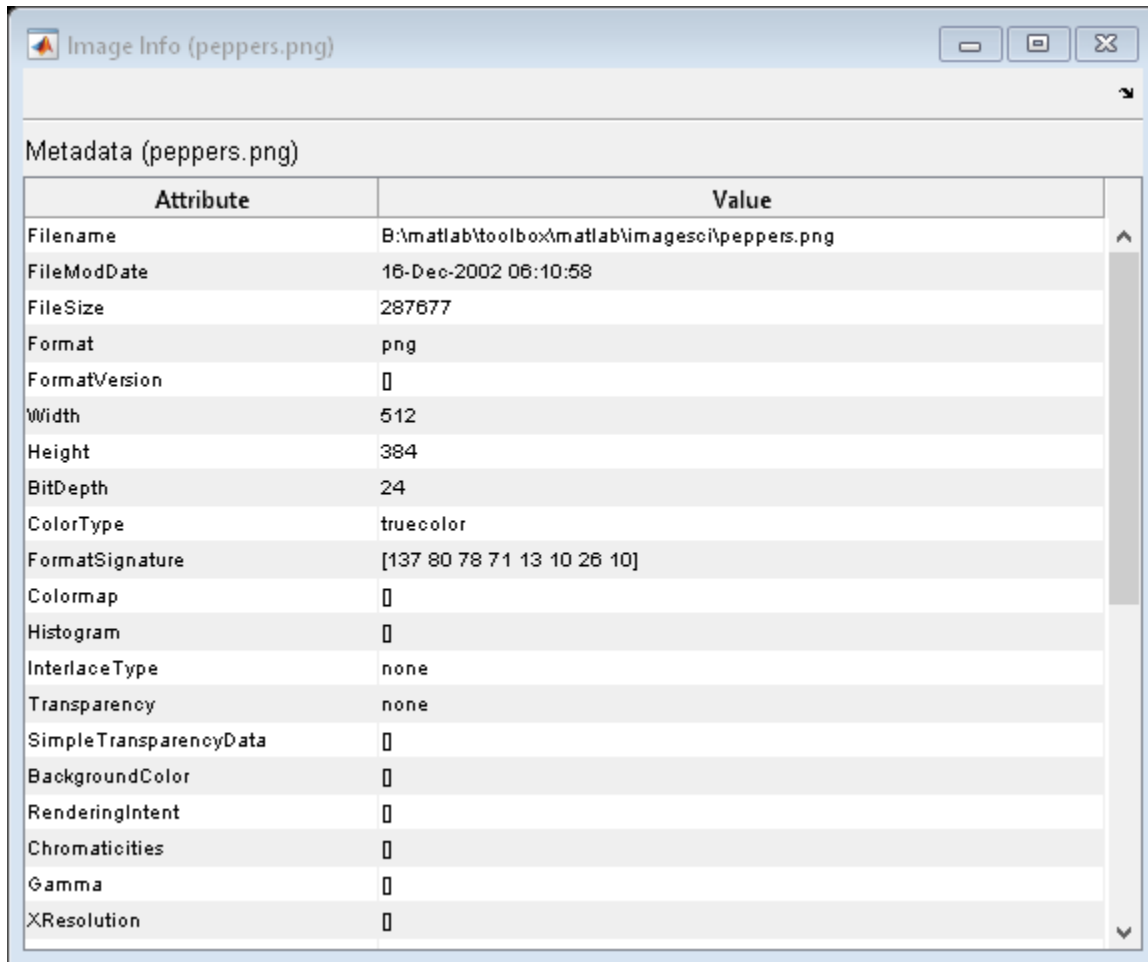 Image Info (peppers.png)
Metadata (peppers.png)
Attribute Value
Filename B:\matlab\toolbox\matlab\imagesci\peppers.png
FileModDate 16-Dec-2002 06:10:58
FileSize 287677
Format png
FormatVersion []
Width 512
Height 384
BitDepth 24
ColorType truecolor
FormatSignature [137 80 78 71 13 10 26 10]
Colormap []
Histogram []
InterlaceType none
Transparency none
SimpleTransparencyData []
BackgroundColor []
RenderingIntent []
Chromaticities []
Gamma []
XResolution []